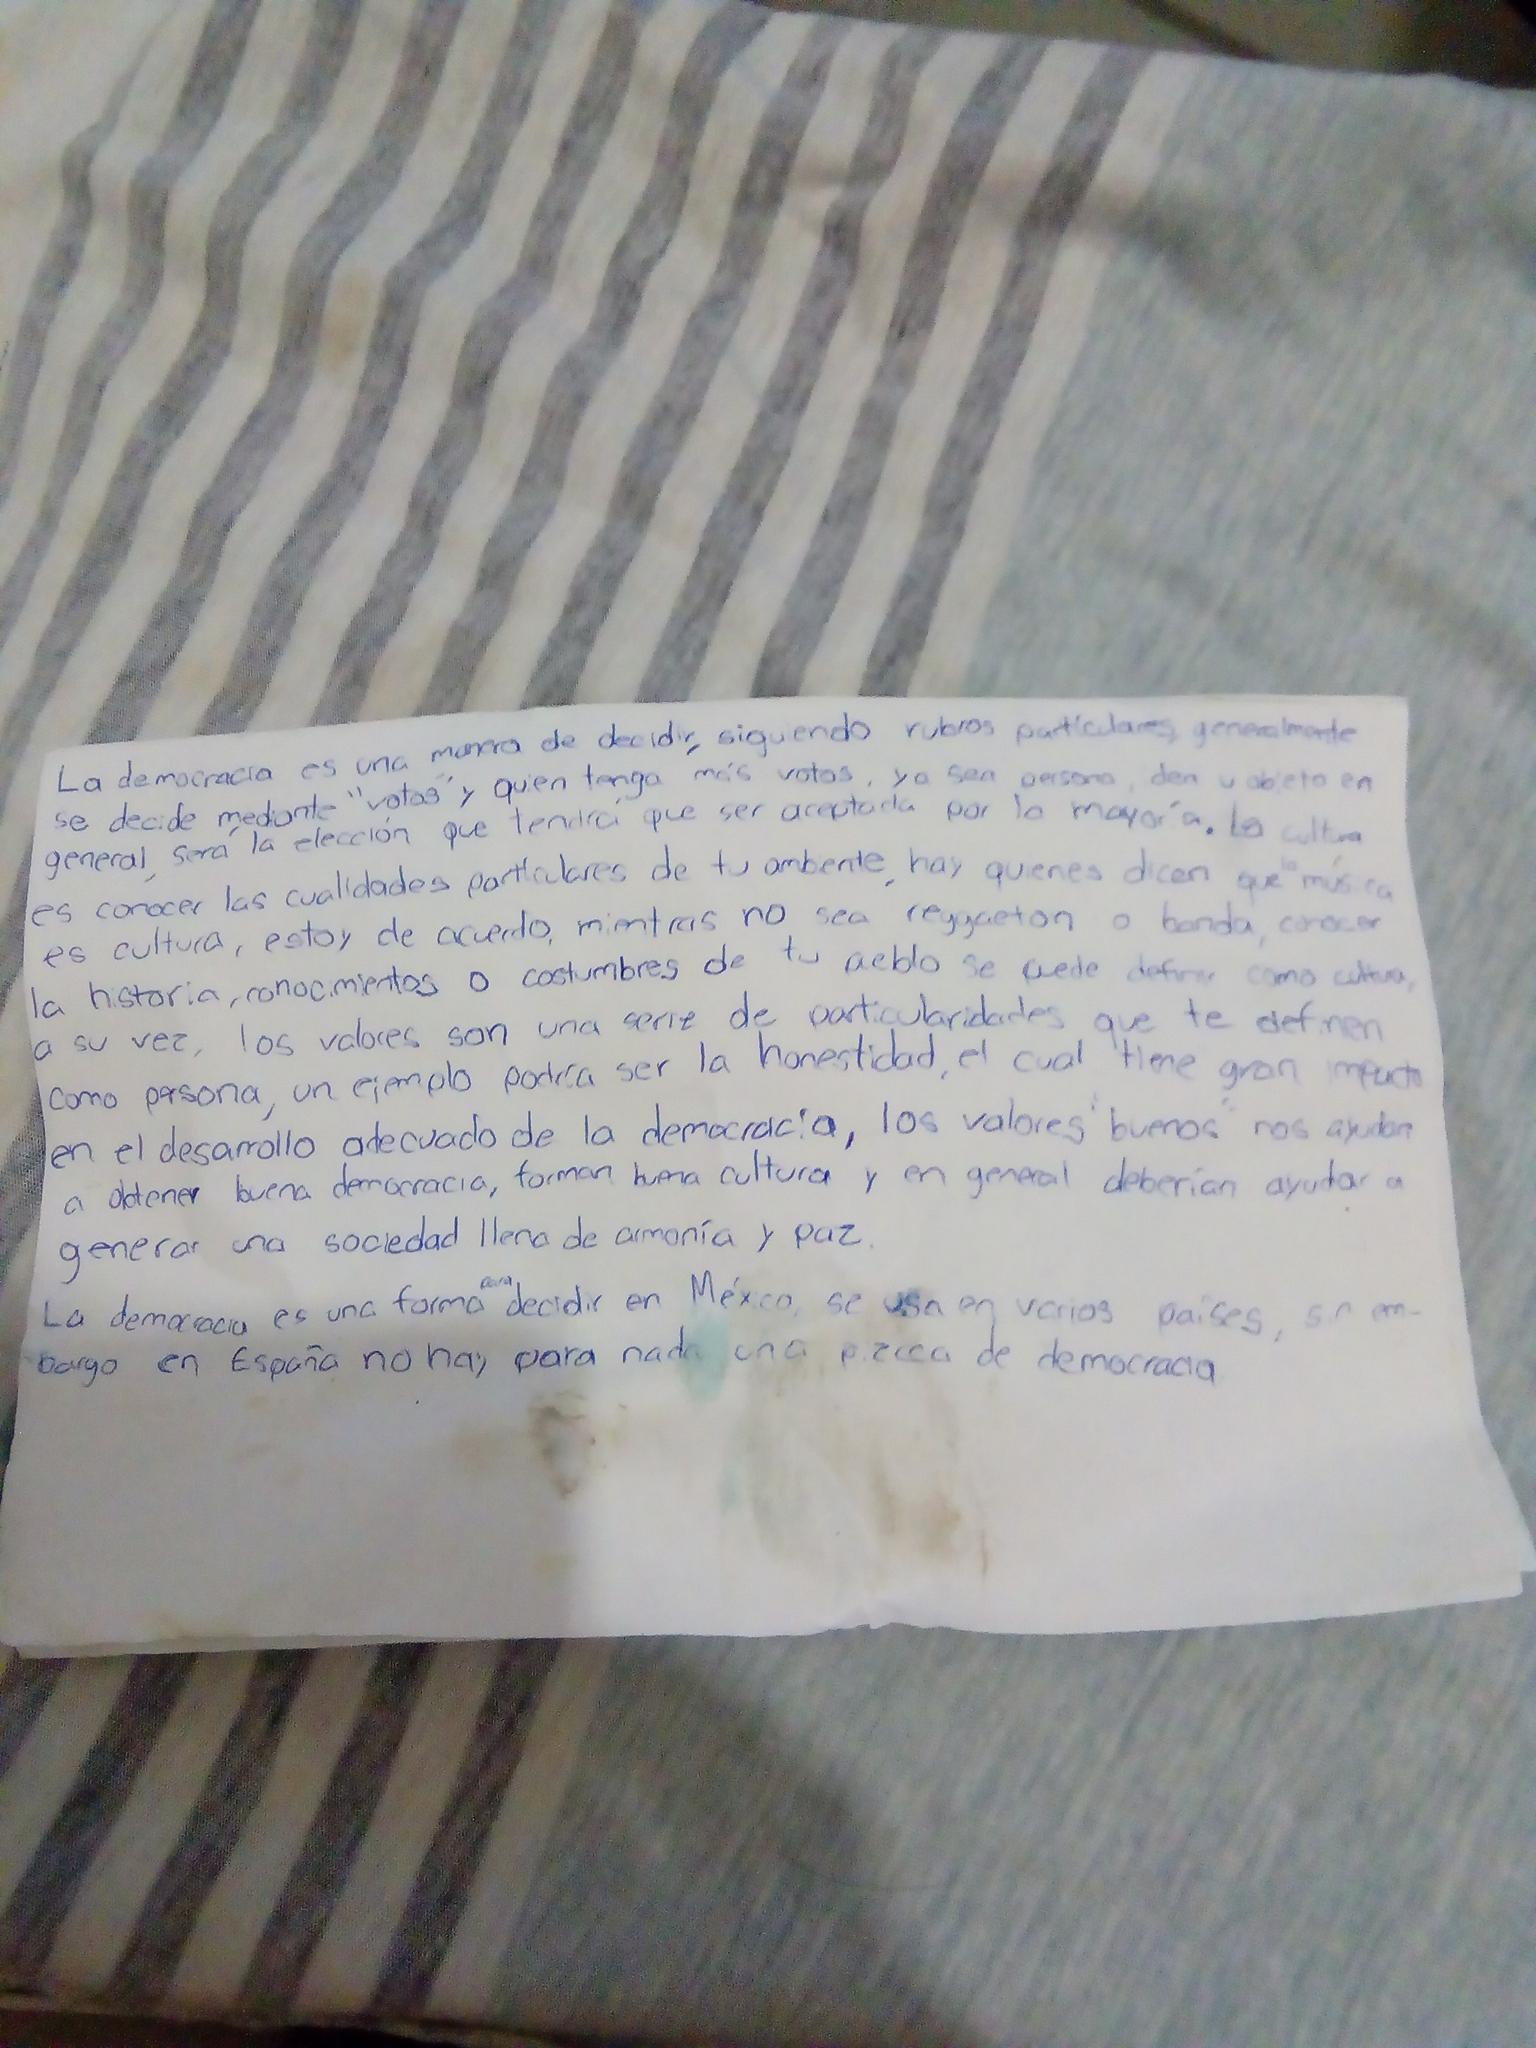 La democracia es una manera de decidir, siguiendo rubros particulares, generalmente
se decide mediante "votos" y quien tenga más votos, ya sea persona, u objeto en
general, será la elección que tendrá que ser aceptada por la mayoría. La cultura
es conocer las cualidades particulares de tu ambente, hay quienes dicen que la música
es cultura, estoy de acuerdo, mientras no sea reggaeton o banda, conocer
la historia, conocimientos o costumbres de tu peblo se puede definir como cultura,
a su vez, los valores son una serie de particularidades que te definen
como persona, un ejemplo podría ser la honestidad, el cual tiene gran impacto
en el desarrollo adecuado de la democracia, los valores "buenos" nos ayudan
a obtener buena democracia, forman buena cultura y en general deberían ayudar a
generar una sociedad llena de armonía y paz.
La democracia es una forma para decidir en México, se usa en varios países, sin em-
bargo en España no hay para nada una pizca de democracia